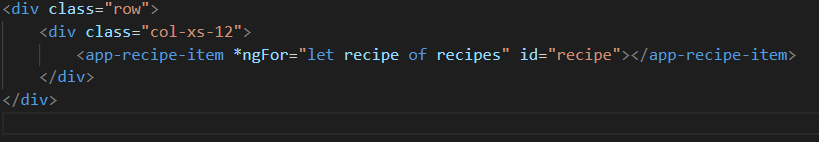 <div class="row">
<div class="col-xs-12">
<app-recipe-item *ngFor="let recipe of recipes" id="recipe"></app-recipe-item>
</div>
</div>